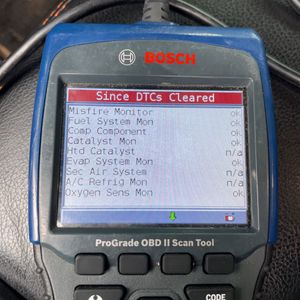 BOSCH
Since DTCs Cleared
Misfire Monitor ok
Fuel System Mon ok
Comp Component ok
Catalyst Mon ok
Htd Catalyst n/a
Evap System Mon ok
Sec Air System n/a
A/C Refrig Mon n/a
Oxygen Sens Mon ok
ProGrade OBD II Scan Tool
CODE